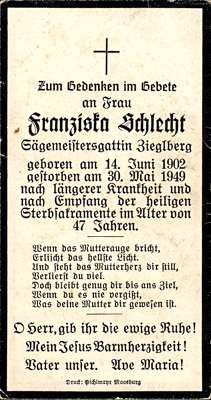 Zum Gedenken im Gebete
an Frau
Franziska Schlecht
Sägemeistersgattin Zieglberg
geboren am 14. Juni 1902
gestorben am 30. Mai 1949
nach längerer Krankheit und
nach Empfang der heiligen
Sterbsakramente im Alter von
47 Jahren.
Wenn das Mutterauge bricht,
Erlischt das hellste Licht.
Und steht das Mutterherz dir still,
Verlierst du viel.
Doch bleibt genug dir bis ans Ziel,
Wenn du es nie vergißt,
Was deine Mutter dir gewesen ist.
O Herr, gib ihr die ewige Ruhe!
Mein Jesus Barmherzigkeit!
Vater unser. Ave Maria!
Druck: Pichlmayr Moosburg